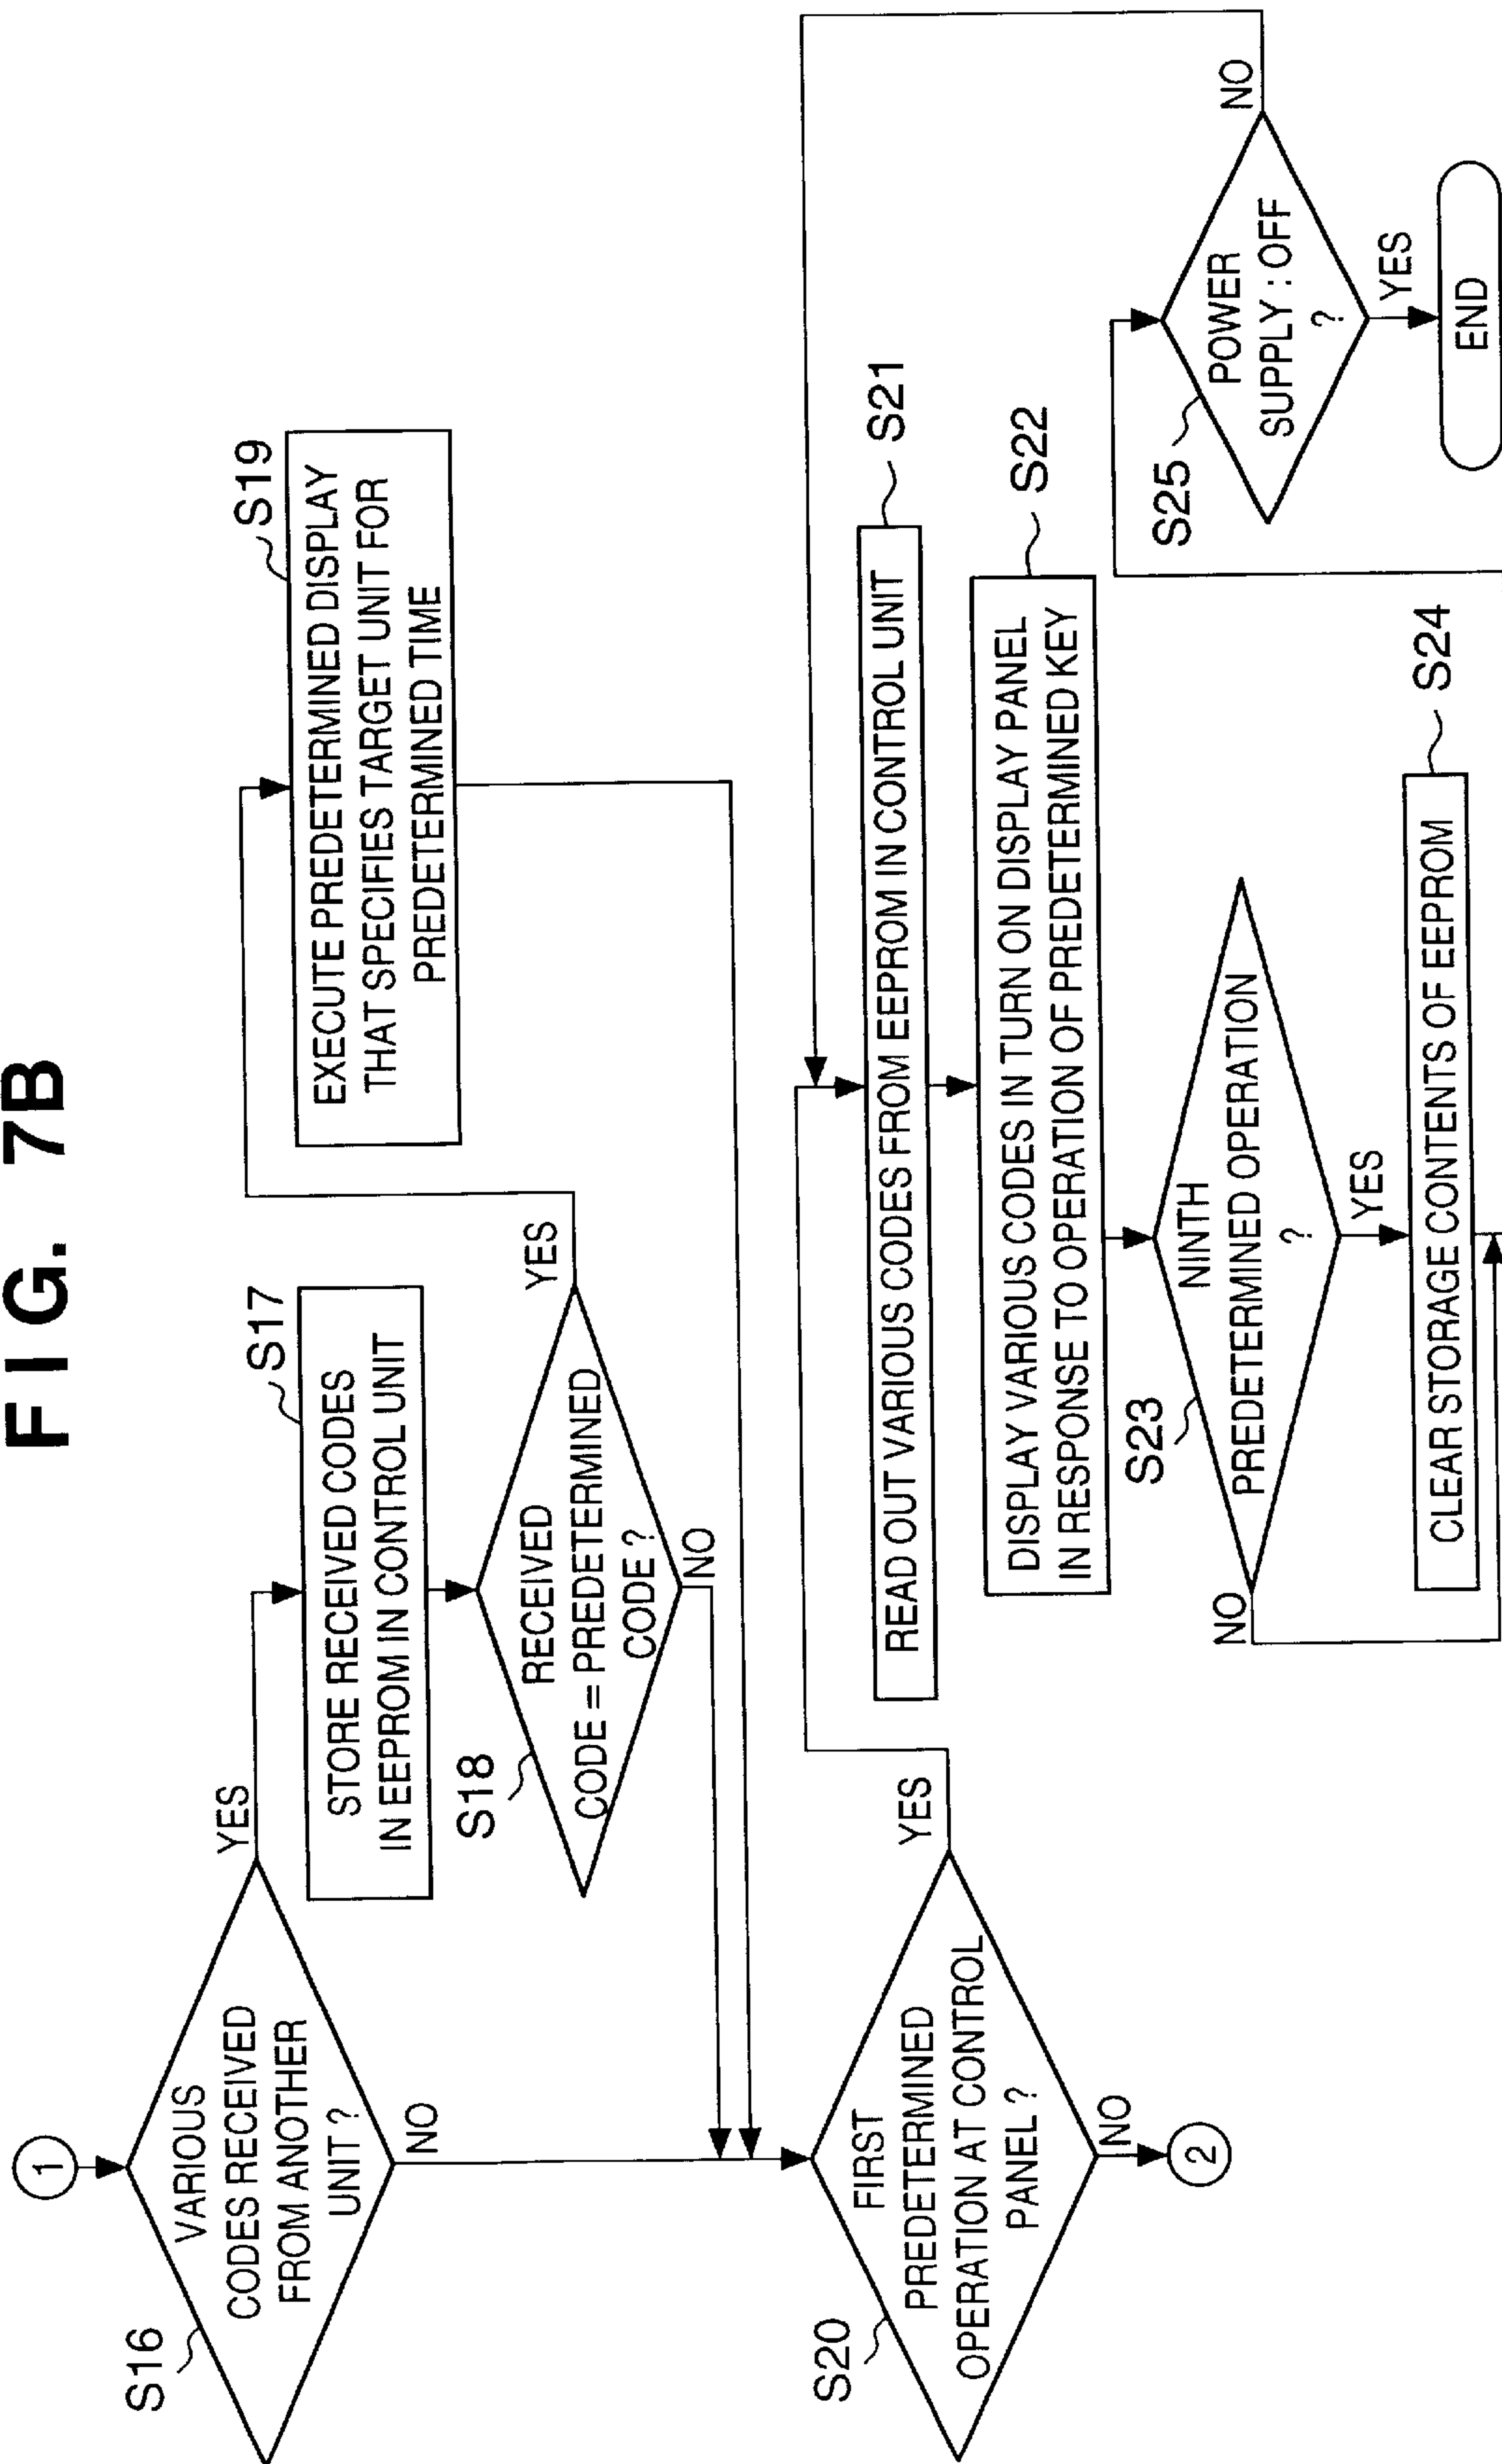 FIG. 7B
1
S16
VARIOUS
CODES RECEIVED
FROM ANOTHER
UNIT ?
YES
NO
S17
STORE RECEIVED CODES
IN EEPROM IN CONTROL UNIT
S18
RECEIVED
CODE = PREDETERMINED
CODE ?
YES
NO
S19
EXECUTE PREDETERMINED DISPLAY
THAT SPECIFIES TARGET UNIT FOR
PREDETERMINED TIME
S20
FIRST
PREDETERMINED
OPERATION AT CONTROL
PANEL ?
YES
NO
2
S21
READ OUT VARIOUS CODES FROM EEPROM IN CONTROL UNIT
S22
DISPLAY VARIOUS CODES IN TURN ON DISPLAY PANEL
IN RESPONSE TO OPERATION OF PREDETERMINED KEY
S23
NINTH
PREDETERMINED OPERATION
?
NO
YES
S24
CLEAR STORAGE CONTENTS OF EEPROM
S25
POWER
SUPPLY : OFF
?
NO
YES
END